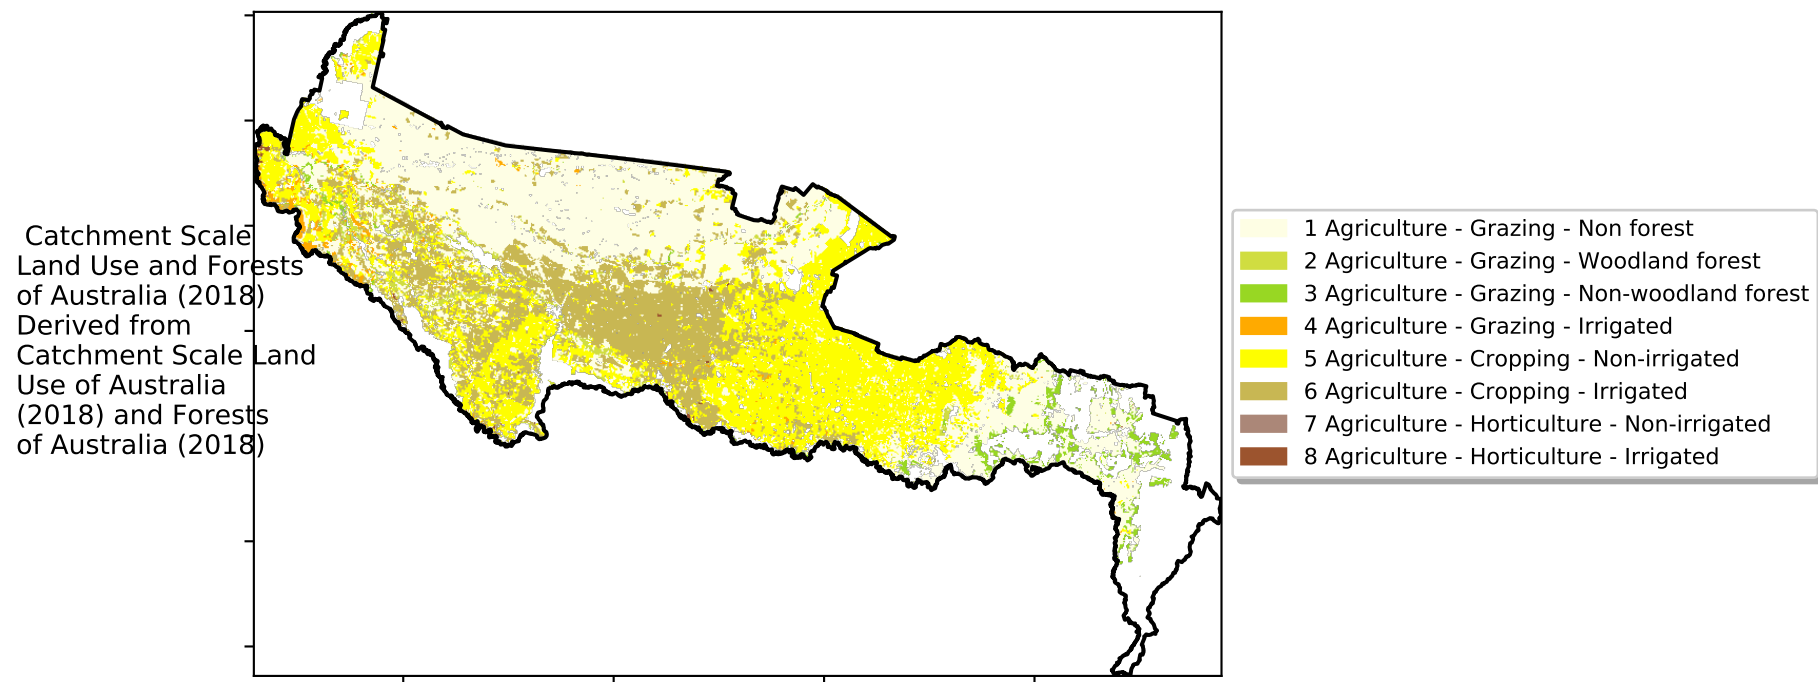 Catchment Scale
Land Use and Forests
of Australia (2018)
Derived from
Catchment Scale Land
Use of Australia
(2018) and Forests
of Australia (2018)
1 Agriculture - Grazing - Non forest
2 Agriculture - Grazing - Woodland forest
3 Agriculture - Grazing - Non-woodland forest
4 Agriculture - Grazing - Irrigated
5 Agriculture - Cropping - Non-irrigated
6 Agriculture - Cropping - Irrigated
7 Agriculture - Horticulture - Non-irrigated
8 Agriculture - Horticulture - Irrigated